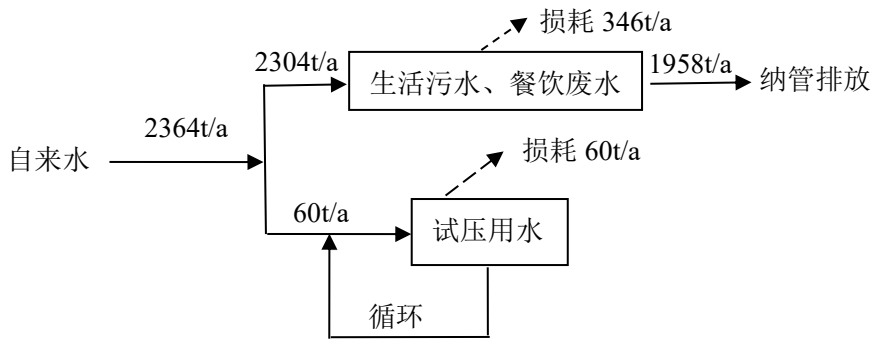 损耗 346t/a
2304t/a
生活污水、餐饮废水
1958t/a
纳管排放
2364t/a
自来水
损耗 60t/a
60t/a
试压用水
循环